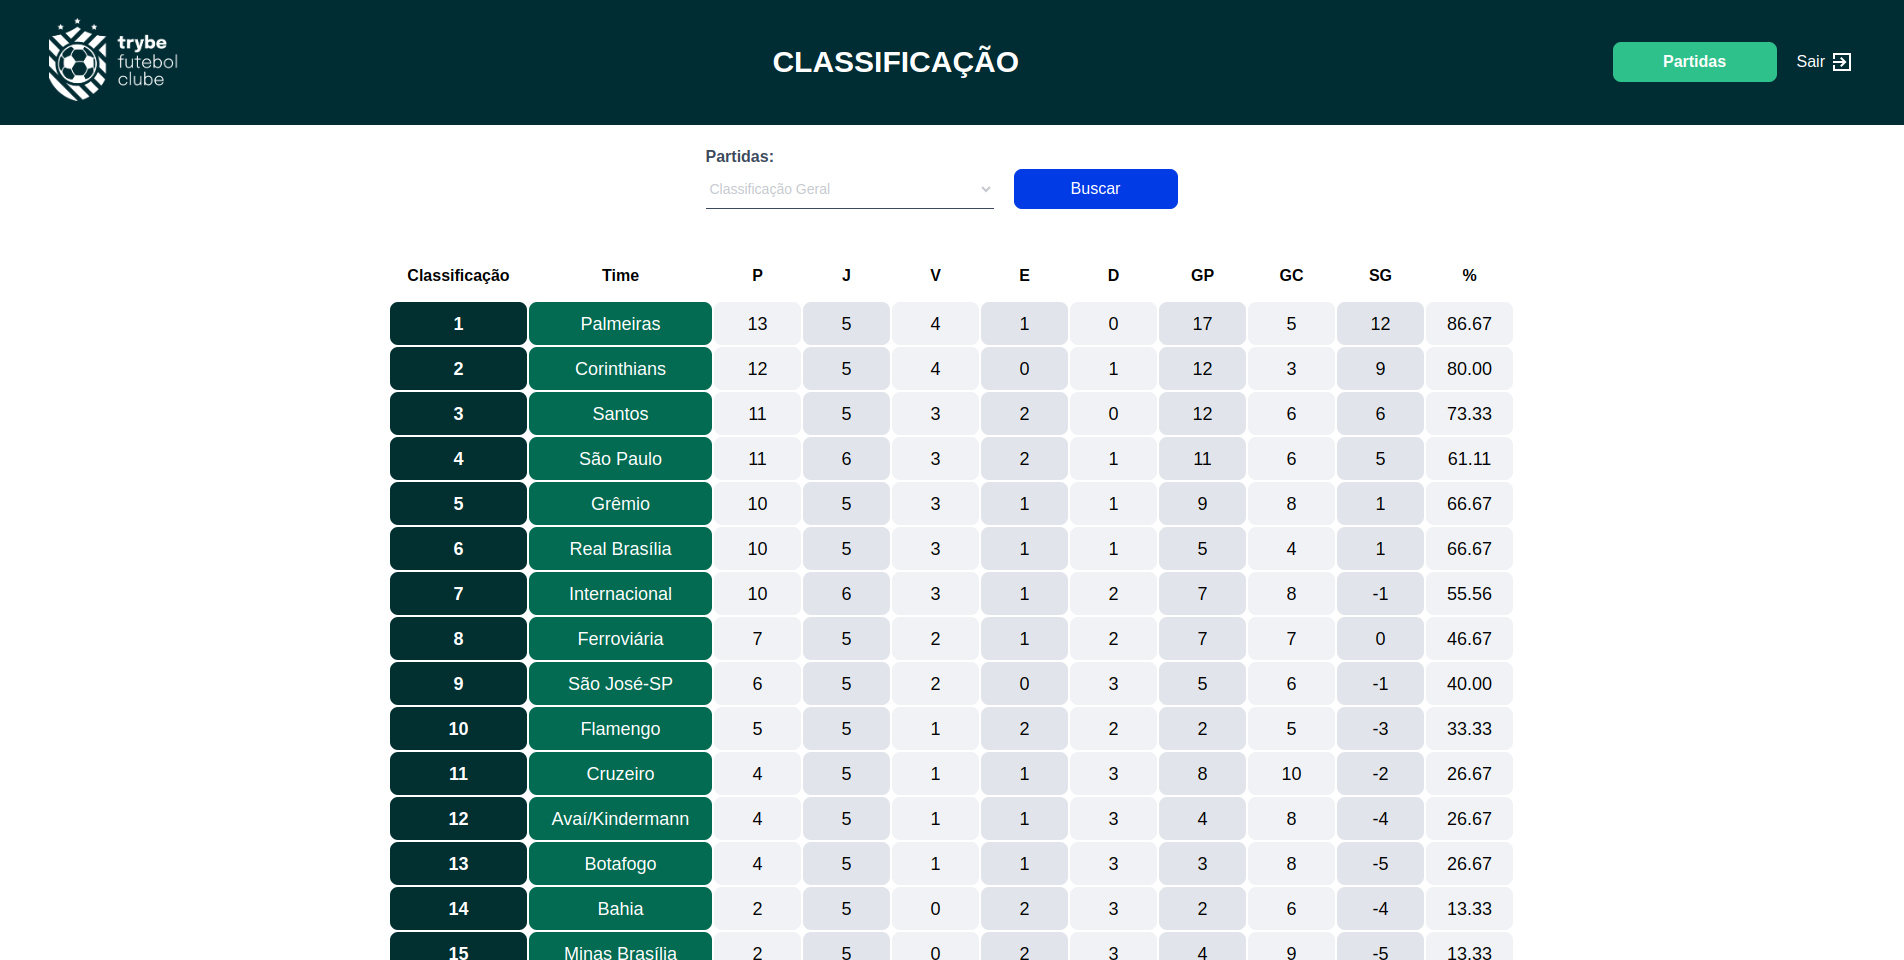 trybe
futebol
clube
CLASSIFICAÇÃO
Partidas
Sair
Partidas:
Classificação Geral
Buscar
Classificação Time P J V E D GP GC SG %
1 Palmeiras 13 5 4 1 0 17 5 12 86.67
2 Corinthians 12 5 4 0 1 12 3 9 80.00
3 Santos 11 5 3 2 0 12 6 6 73.33
4 São Paulo 11 6 3 2 1 11 6 5 61.11
5 Grêmio 10 5 3 1 1 9 8 1 66.67
6 Real Brasília 10 5 3 1 1 5 4 1 66.67
7 Internacional 10 6 3 1 2 7 8 -1 55.56
8 Ferroviária 7 5 2 1 2 7 7 0 46.67
9 São José-SP 6 5 2 0 3 5 6 -1 40.00
10 Flamengo 5 5 1 2 2 2 5 -3 33.33
11 Cruzeiro 4 5 1 1 3 8 10 -2 26.67
12 Avaí/Kindermann 4 5 1 1 3 4 8 -4 26.67
13 Botafogo 4 5 1 1 3 3 8 -5 26.67
14 Bahia 2 5 0 2 3 2 6 -4 13.33
15 Minas Brasília 2 5 0 2 3 4 9 -5 13.33